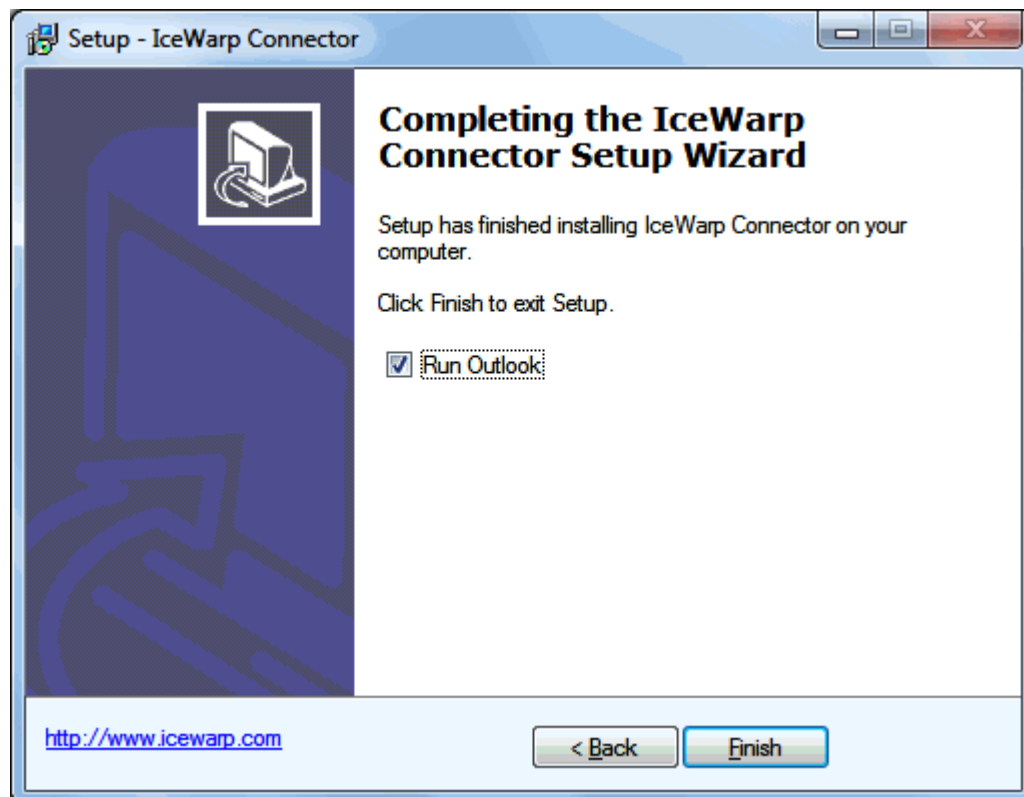 Setup - IceWarp Connector
Completing the IceWarp
Connector Setup Wizard
Setup has finished installing IceWarp Connector on your
computer.
Click Finish to exit Setup.
Run Outlook
http://www.icewarp.com
< Back
Finish